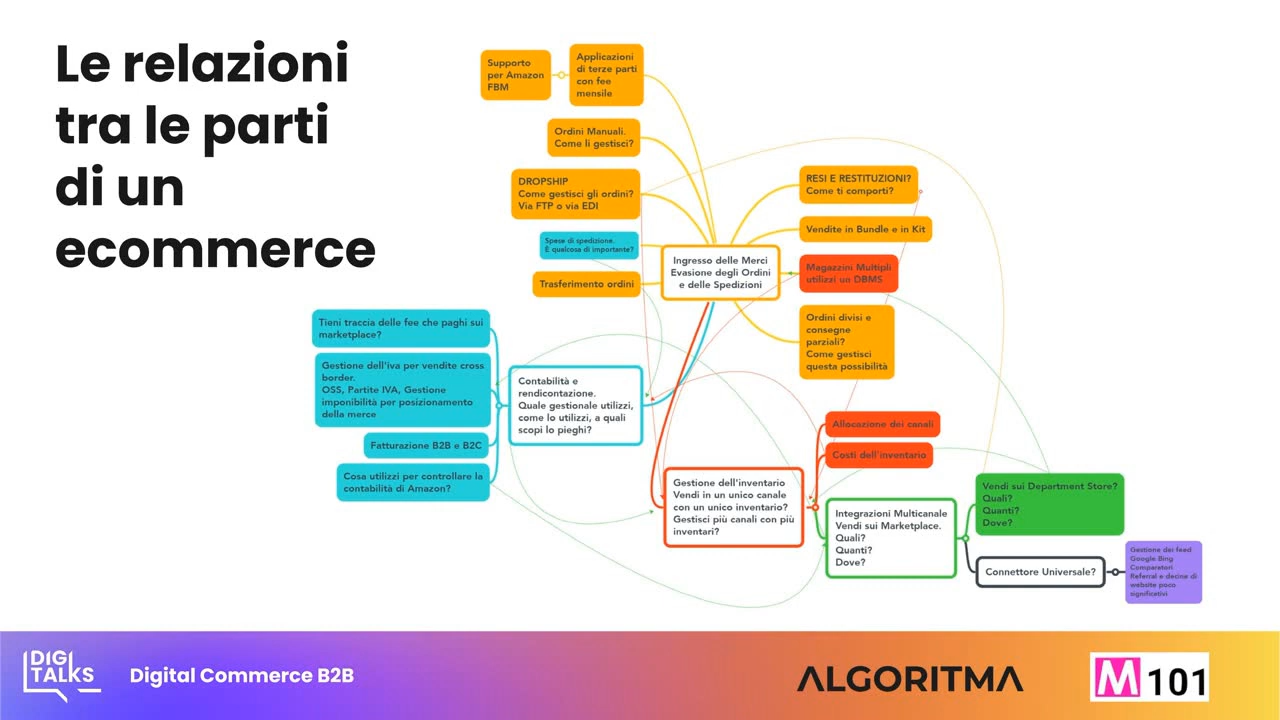 Le relazioni
tra le parti
di un
ecommerce
Supporto
per Amazon
FBM
Applicazioni
di terze parti
con fee
mensile
Ordini Manuali.
Come li gestisci?
DROPSHIP
Come gestisci gli ordini?
Via FTP o via EDI
Spese di spedizione.
È qualcosa di importante?
Trasferimento ordini
Ingresso delle Merci
Evasione degli Ordini
e delle Spedizioni
RESI E RESTITUZIONI?
Come ti comporti?
Vendite in Bundle e in Kit
Magazzini Multipli
utilizzi un DBMS
Ordini divisi e
consegne
parziali?
Come gestisci
questa possibilità
Tieni traccia delle fee che paghi sui
marketplace?
Gestione dell'iva per vendite cross
border.
OSS, Partite IVA, Gestione
imponibilità per posizionamento
della merce
Fatturazione B2B e B2C
Cosa utilizzi per controllare la
contabilità di Amazon?
Contabilità e
rendicontazione.
Quale gestionale utilizzi,
come lo utilizzi, a quali
scopi lo pieghi?
Allocazione dei canali
Costi dell'inventario
Gestione dell'inventario
Vendi in un unico canale
con un unico inventario?
Gestisci più canali con più
inventari?
Integrazioni Multicanale
Vendi sui Marketplace.
Quali?
Quanti?
Dove?
Vendi sui Department Store?
Quali?
Quanti?
Dove?
Connettore Universale?
Gestione dei feed
Google Bing
Comparatori
Referral e decine di
website poco
significativi
DIGI
TALKS
Digital Commerce B2B
ALGORITMA
M 101